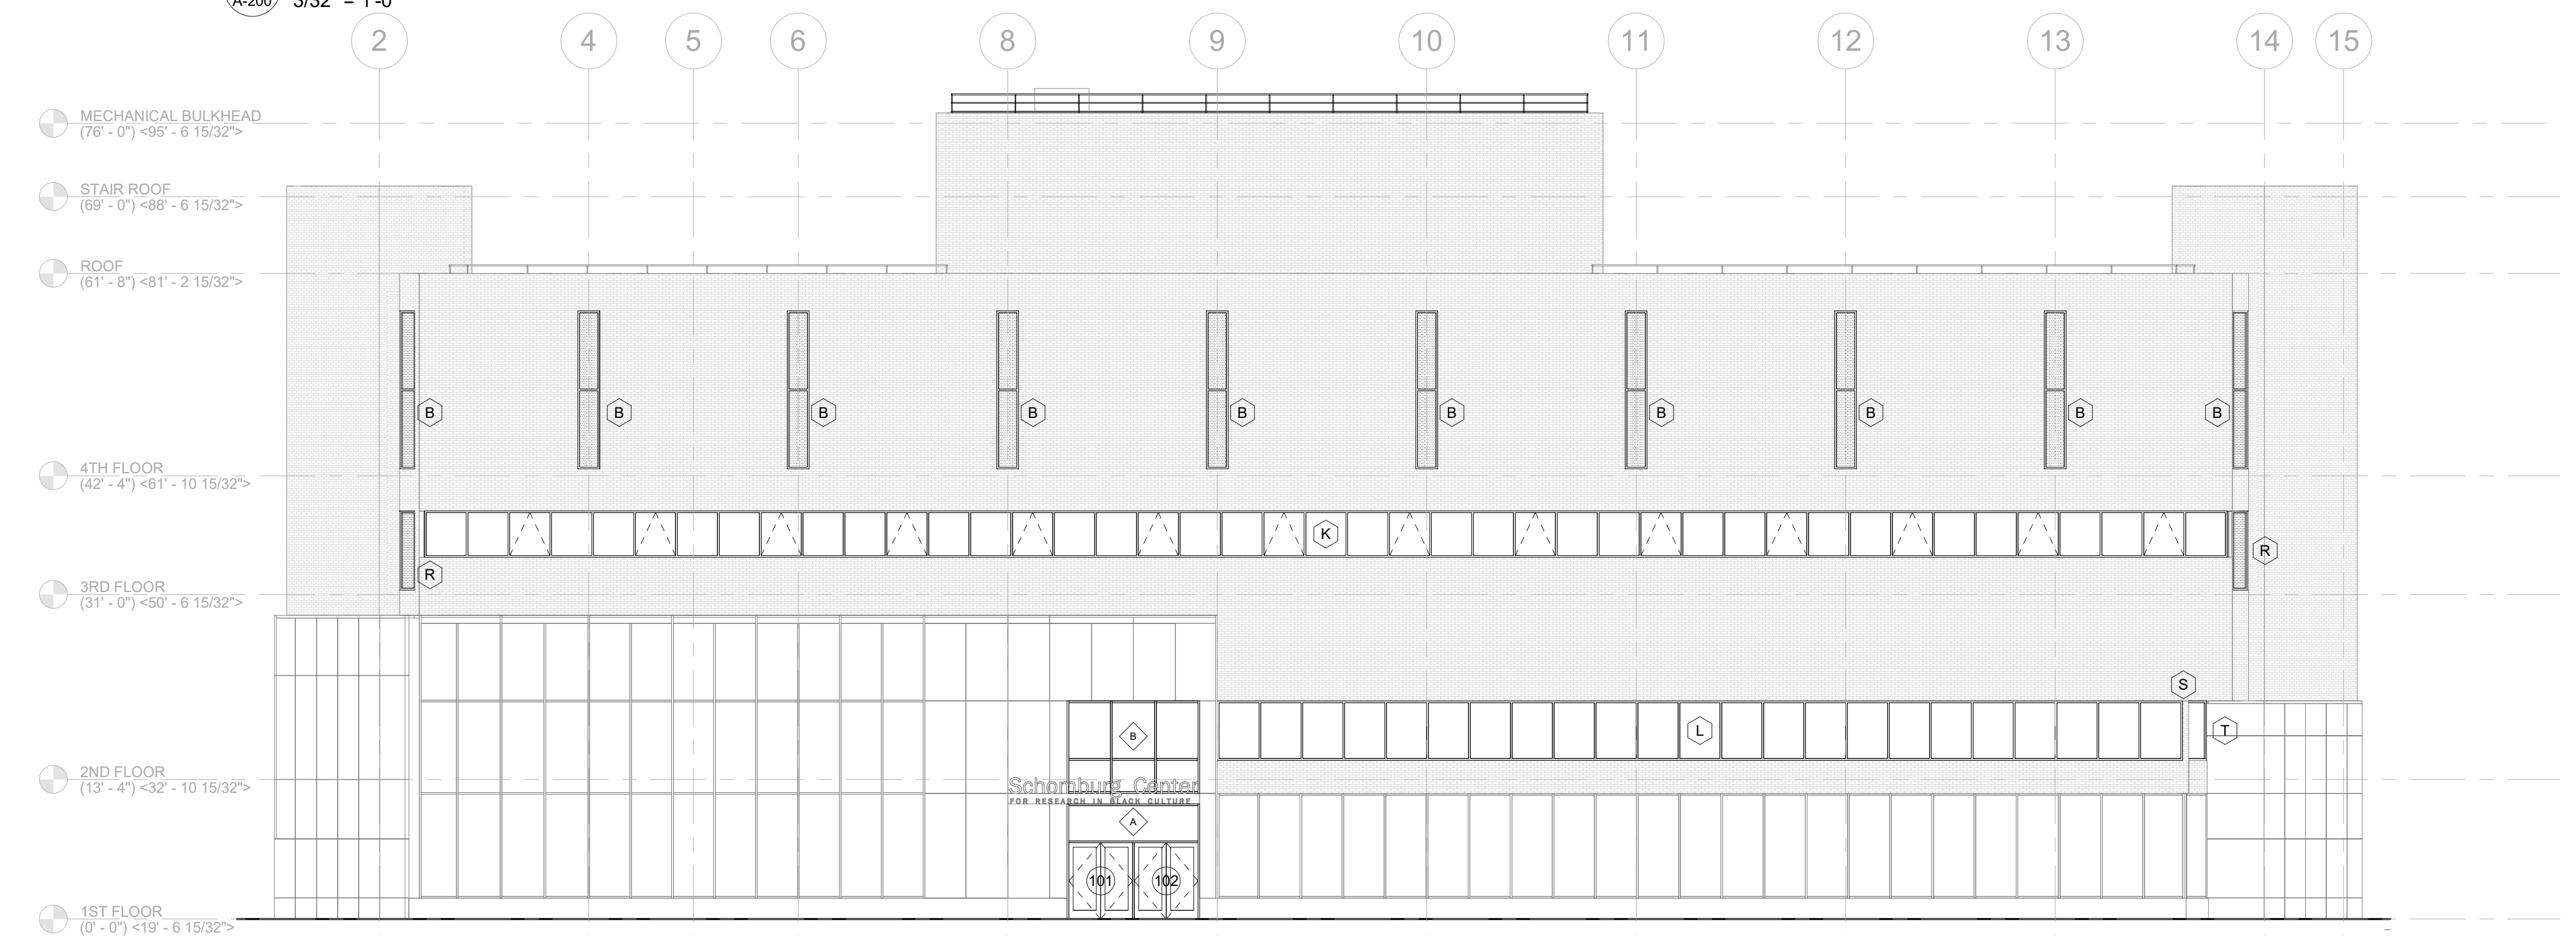 A-200 3/32" = 1'-0"
2 4 5 6 8 9 10 11 12 13 14 15
MECHANICAL BULKHEAD
(76' - 0") <95' - 6 15/32">
STAIR ROOF
(69' - 0") <88' - 6 15/32">
ROOF
(61' - 8") <81' - 2 15/32">
B B B B B B B B B B
4TH FLOOR
(42' - 4") <61' - 10 15/32">
K
R
R
3RD FLOOR
(31' - 0") <50' - 6 15/32">
S
B
L
T
2ND FLOOR
(13' - 4") <32' - 10 15/32">
Schomburg Center
FOR RESEARCH IN BLACK CULTURE
A
101 102
1ST FLOOR
(0' - 0") <19' - 6 15/32">